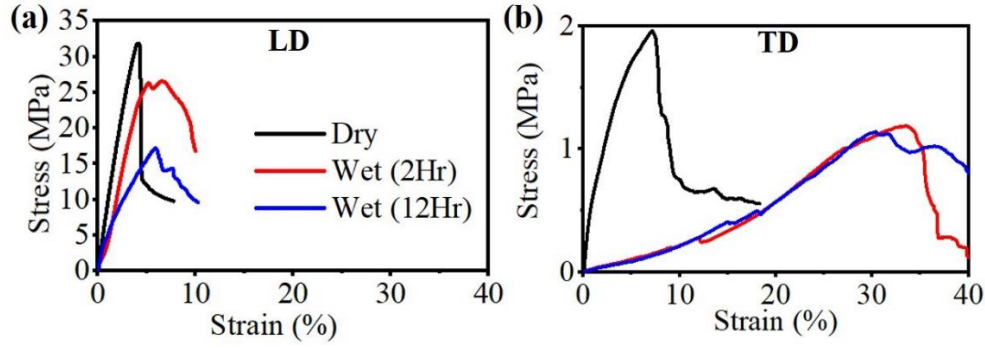 (a)
LD
Stress (MPa)
35
30
25
20
15
10
5
0
Dry
Wet (2Hr)
Wet (12Hr)
0 10 20 30 40
Strain (%)
(b)
TD
Stress (MPa)
2
1
0
0 10 20 30 40
Strain (%)